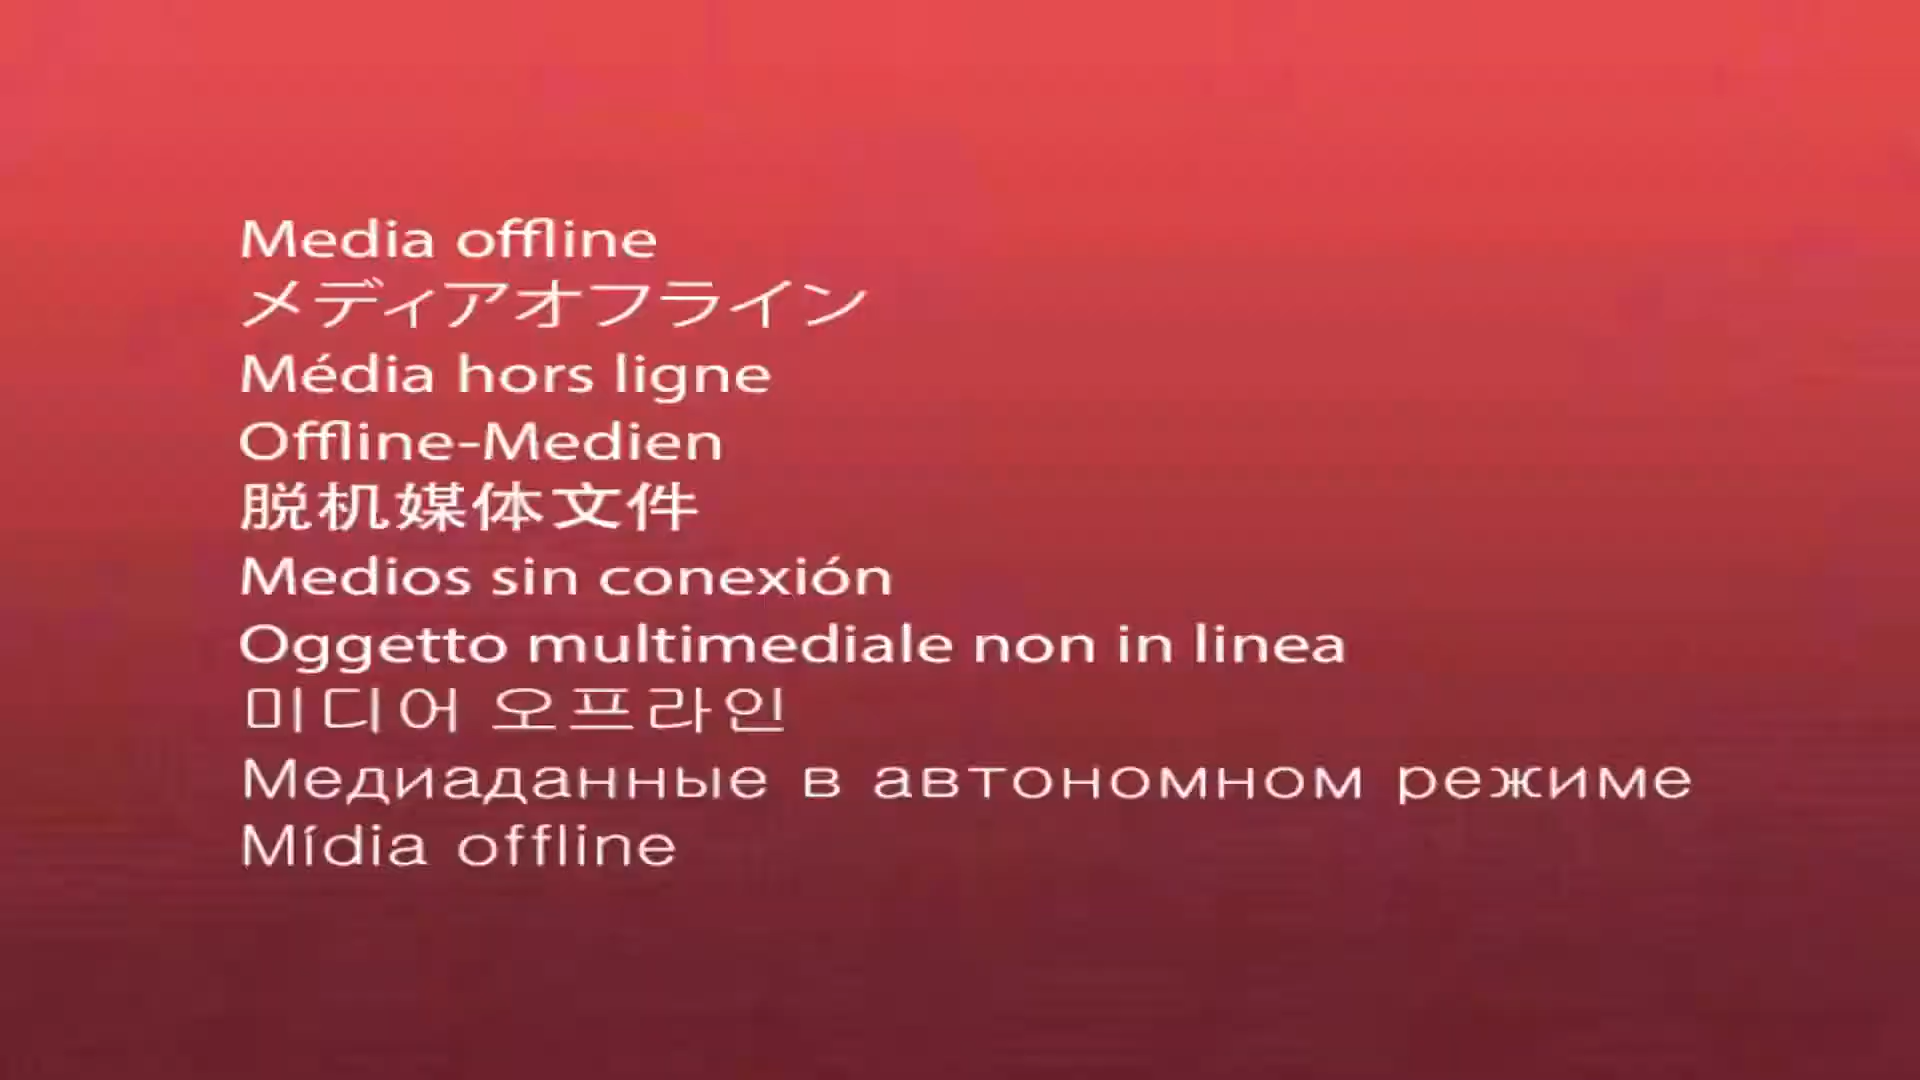 Media offline
メディアオフライン
Média hors ligne
Offline-Medien
脱机媒体文件
Medios sin conexión
Oggetto multimediale non in linea
미디어 오프라인
Медиаданные в автономном режиме
Mídia offline